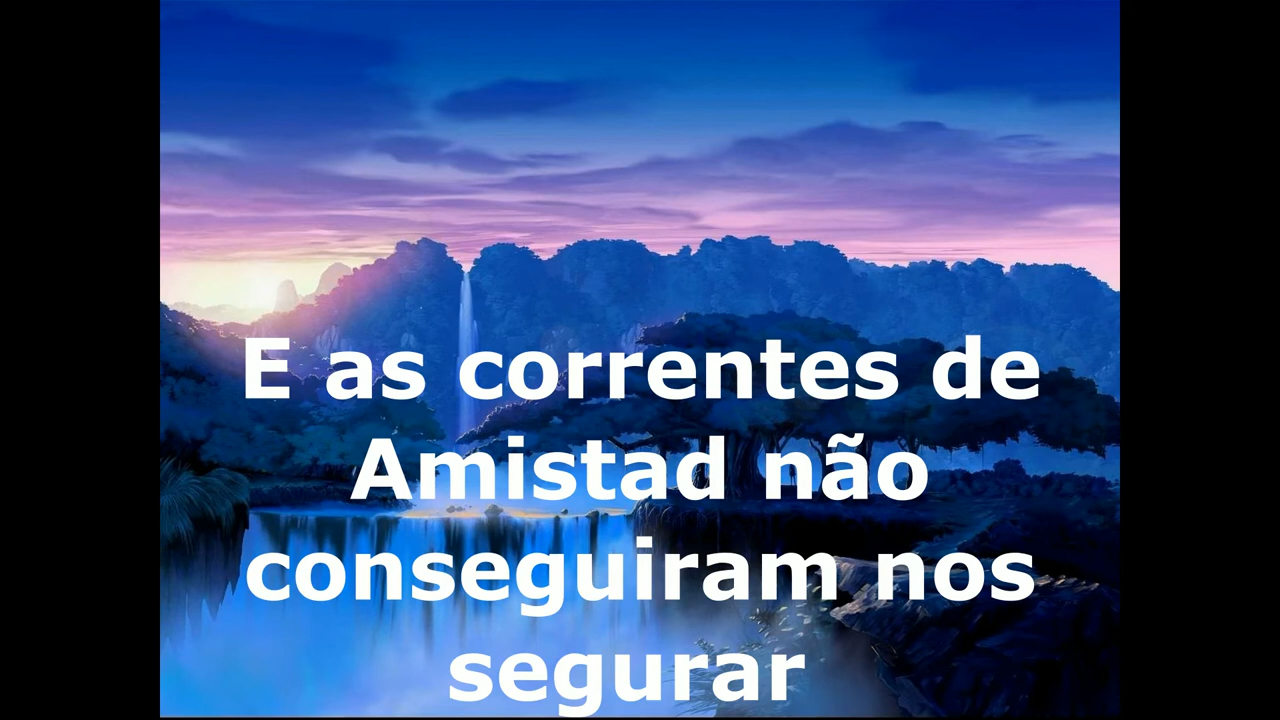 E as correntes de
Amistad não
conseguiram nos
segurar